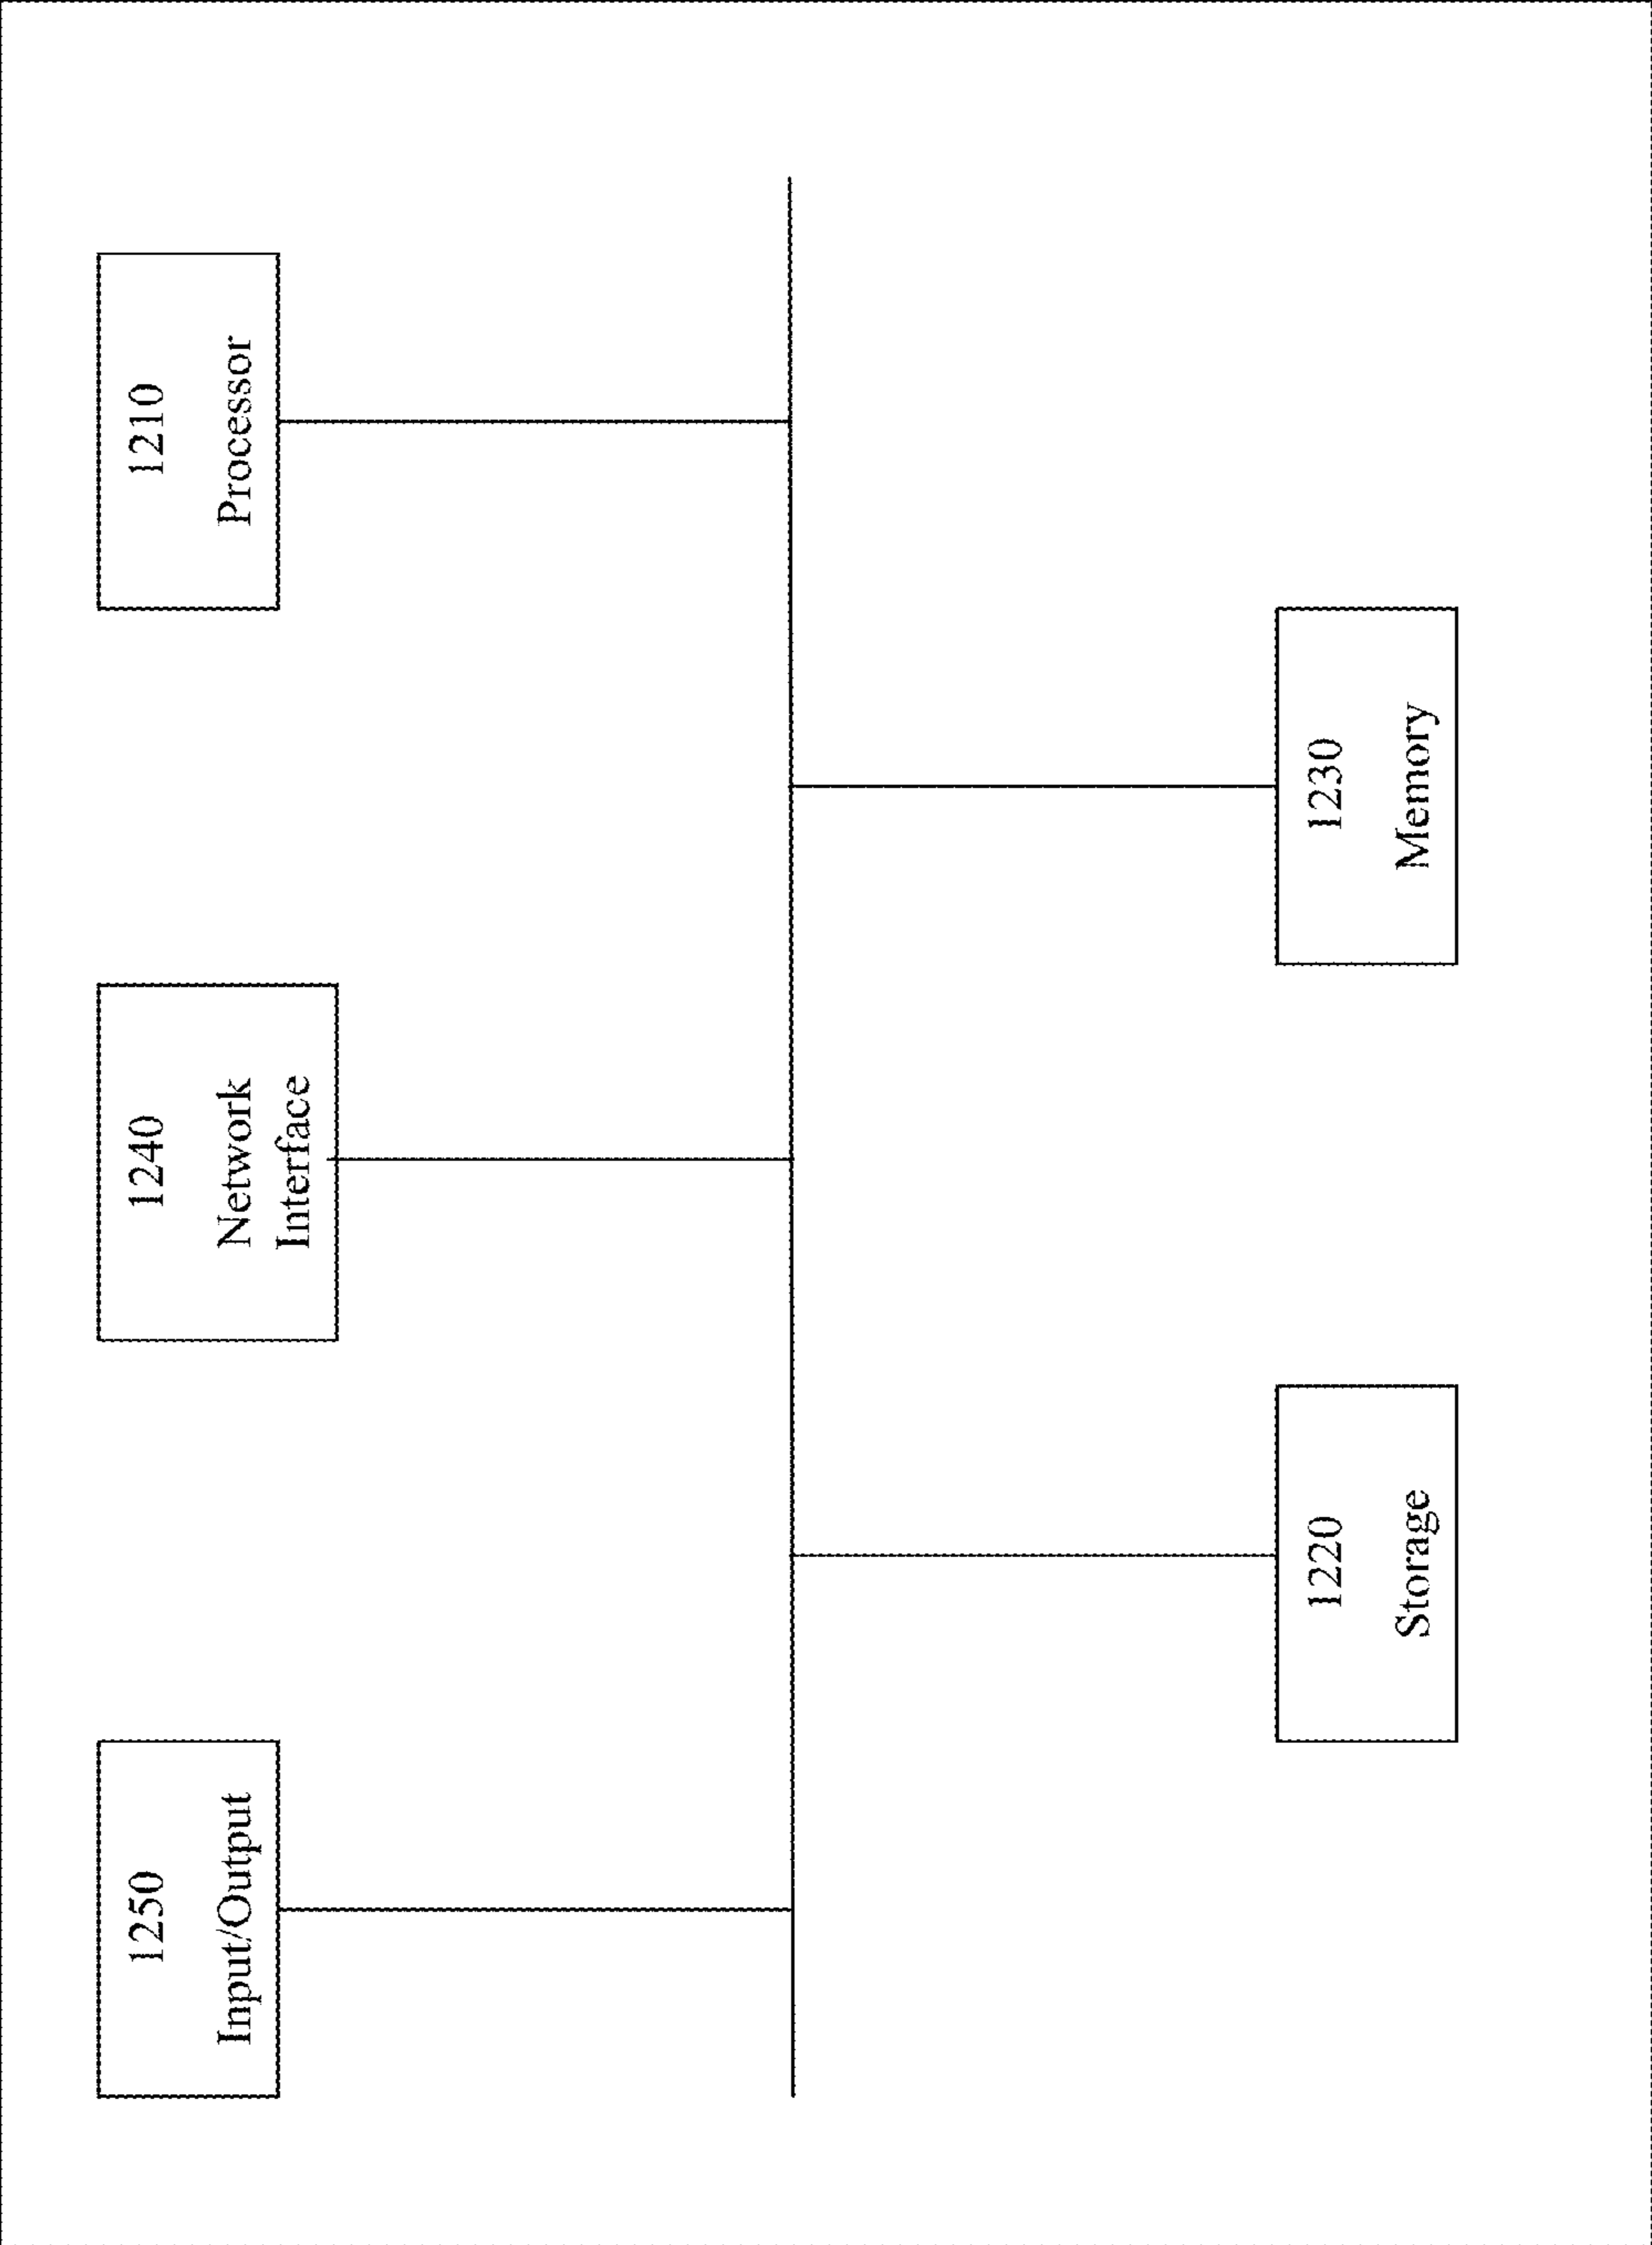 1250
Input/Output
1240
Network
Interface
1210
Processor
1220
Storage
1230
Memory